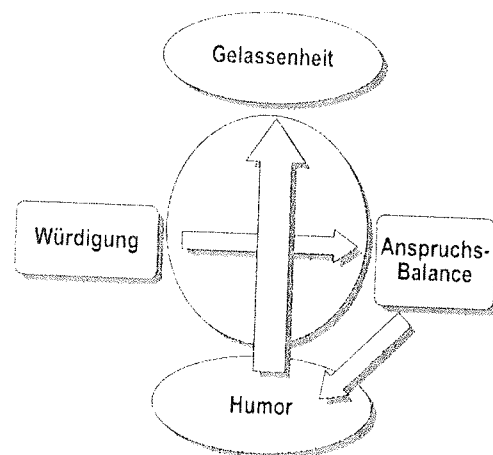 Gelassenheit
Würdigung
Anspruchs-
Balance
Humor